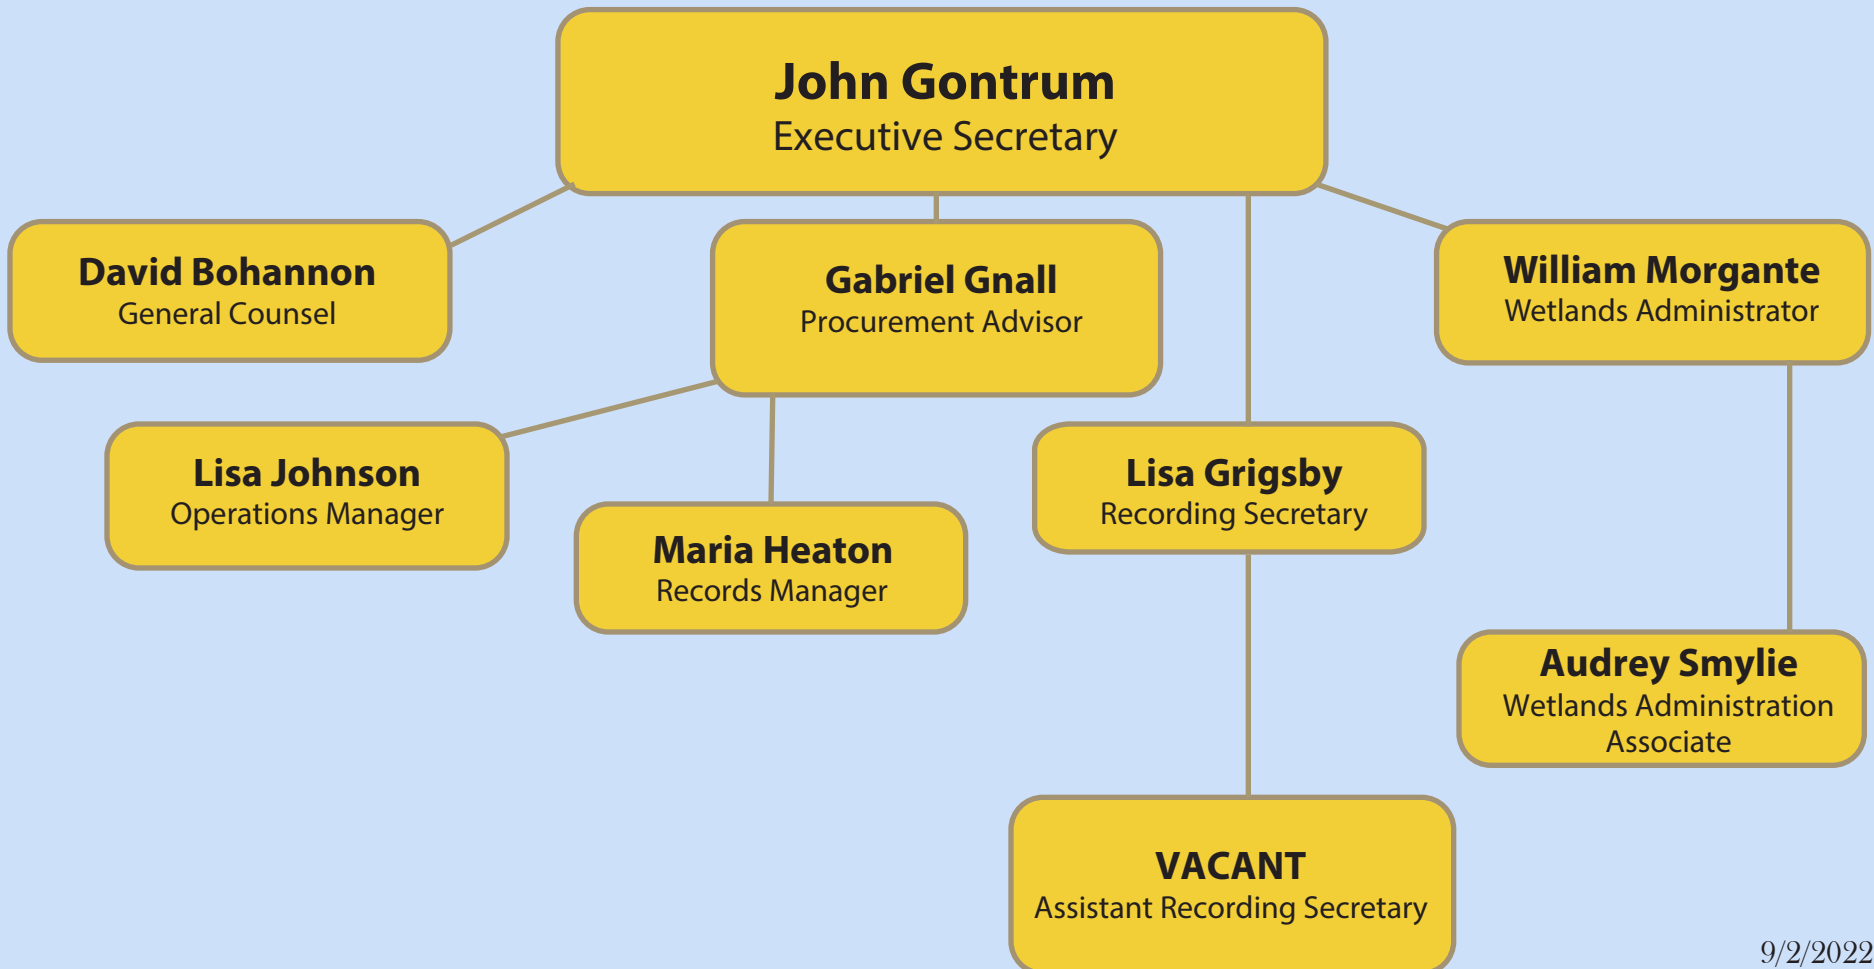 John Gontrum
Executive Secretary
David Bohannon
General Counsel
Gabriel Gnall
Procurement Advisor
William Morgante
Wetlands Administrator
Lisa Johnson
Operations Manager
Maria Heaton
Records Manager
Lisa Grigsby
Recording Secretary
Audrey Smylie
Wetlands Administration
Associate
VACANT
Assistant Recording Secretary
9/2/2022